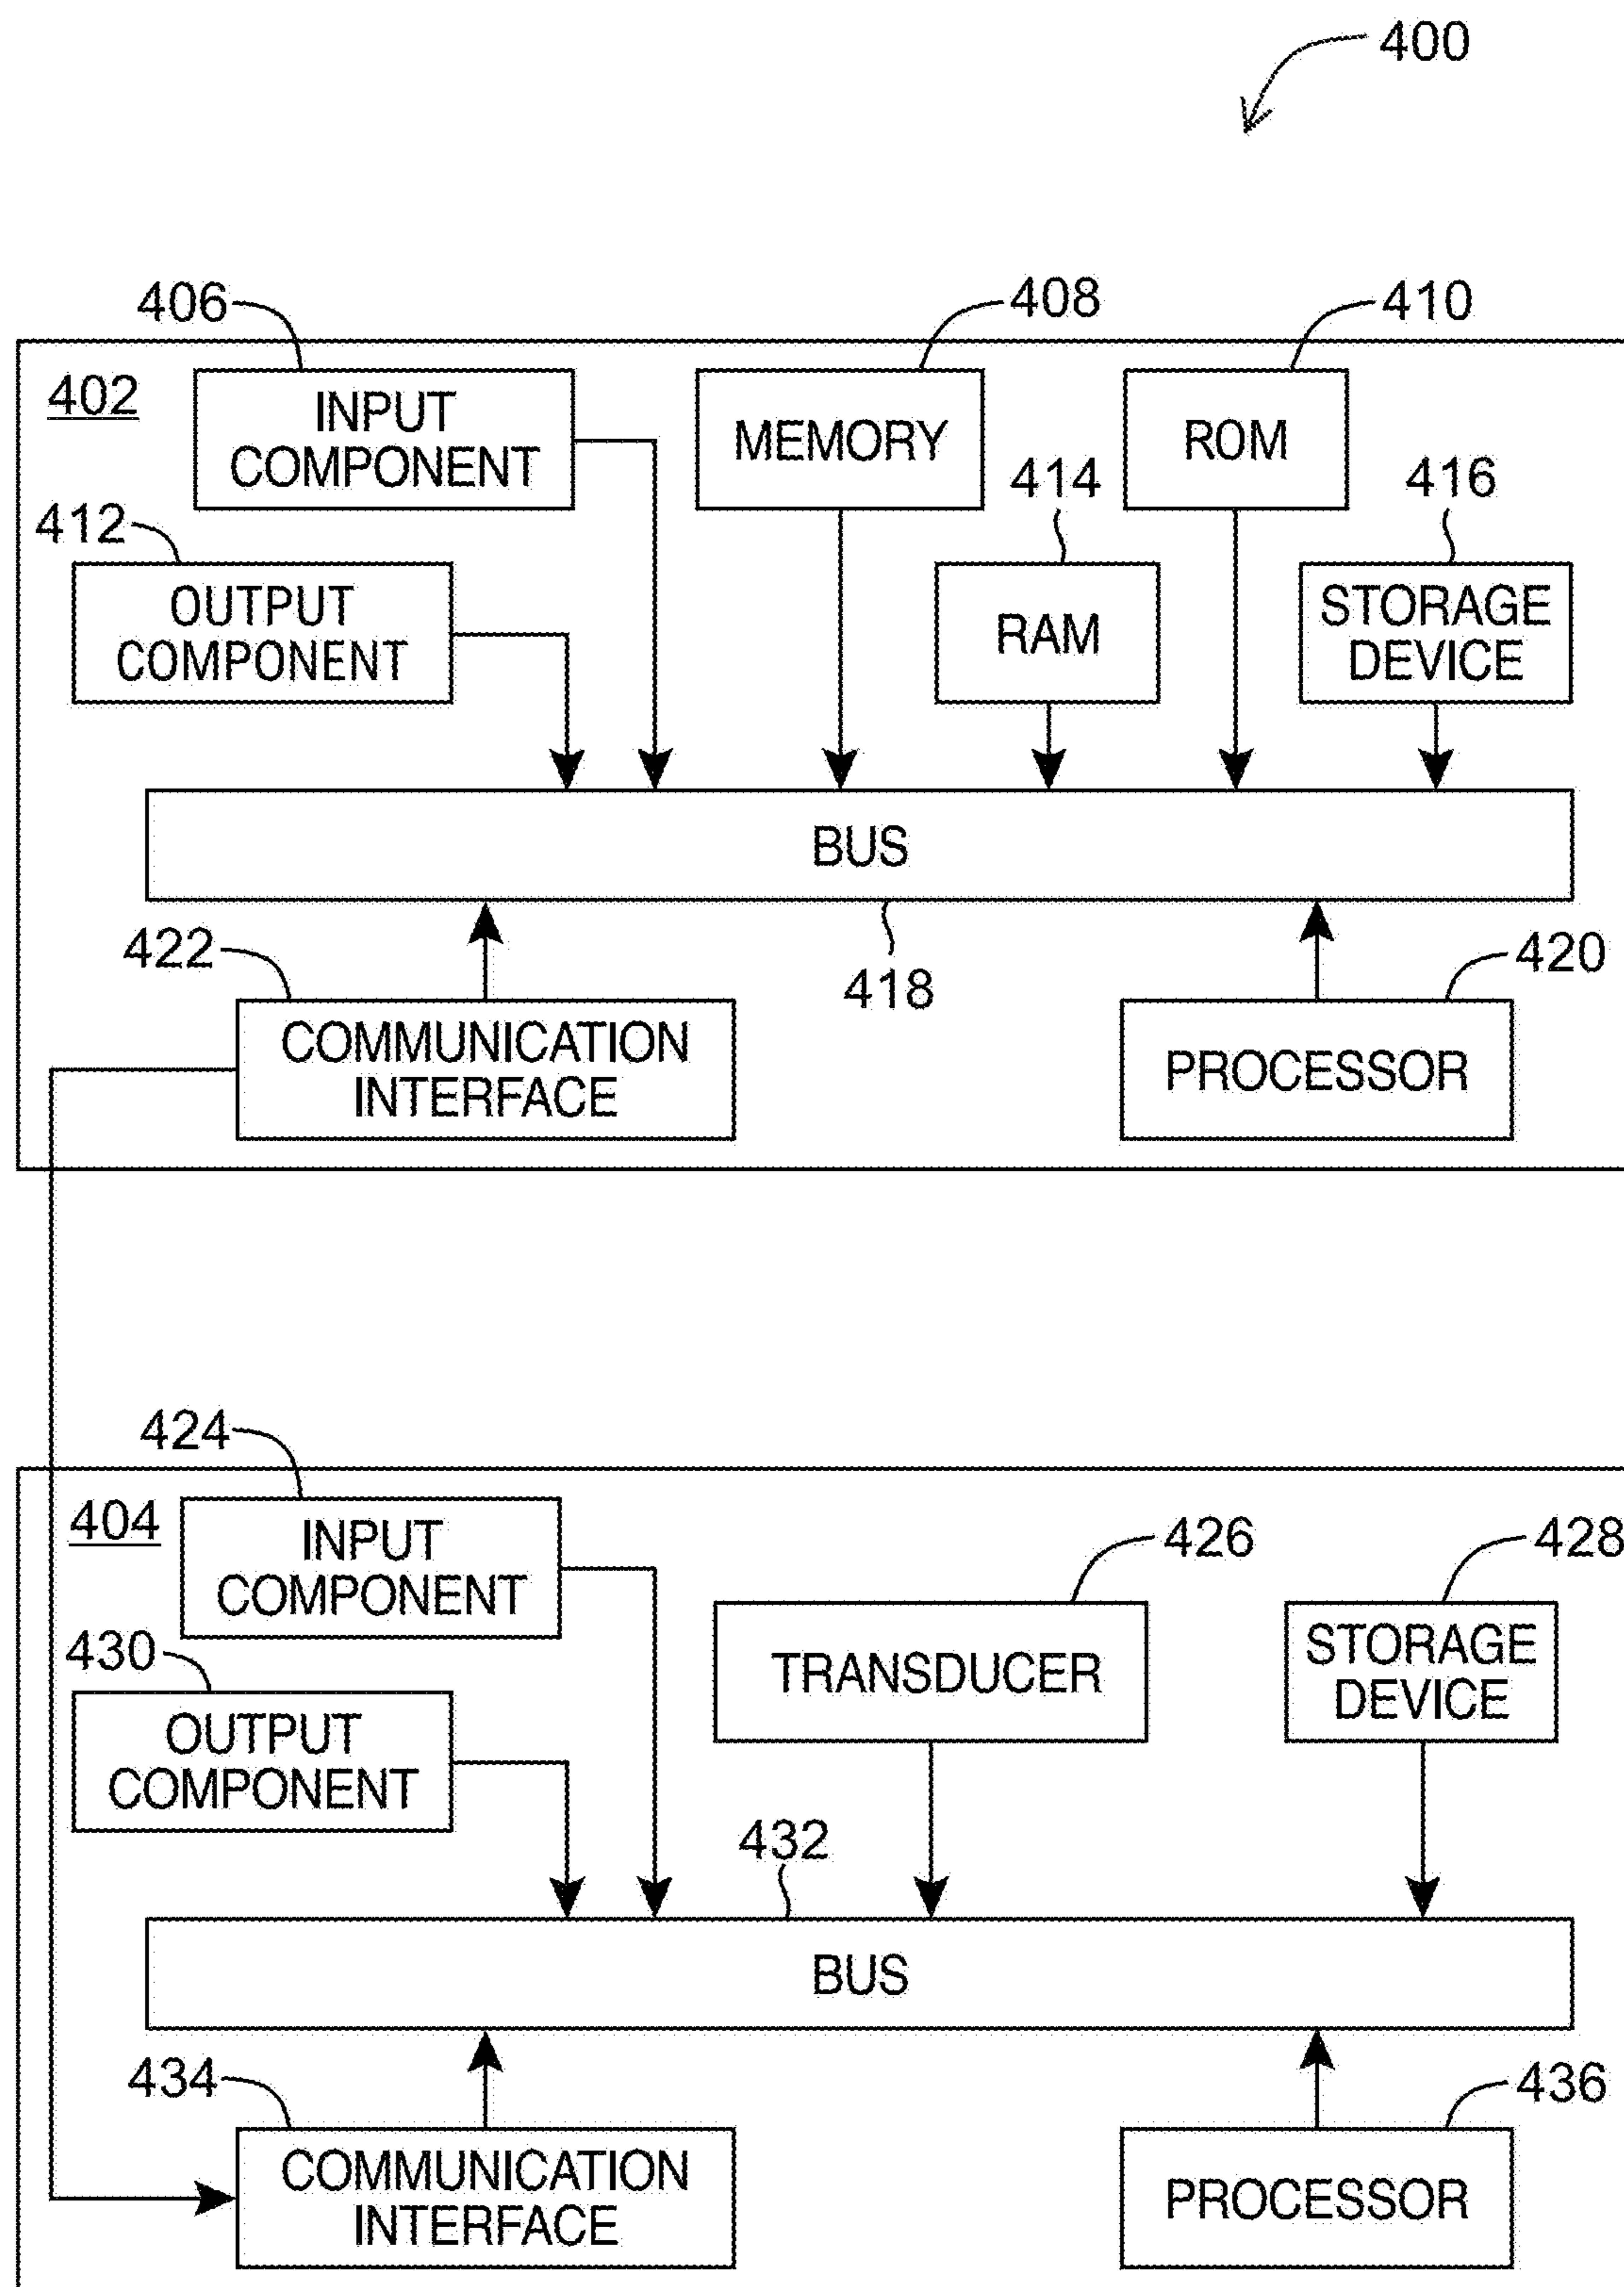 400
406
408
410
402
INPUT
COMPONENT
MEMORY
ROM
412
414
416
OUTPUT
COMPONENT
RAM
STORAGE
DEVICE
BUS
422
418
420
COMMUNICATION
INTERFACE
PROCESSOR
424
404
INPUT
COMPONENT
426
428
430
TRANSDUCER
STORAGE
DEVICE
OUTPUT
COMPONENT
432
BUS
434
436
COMMUNICATION
INTERFACE
PROCESSOR